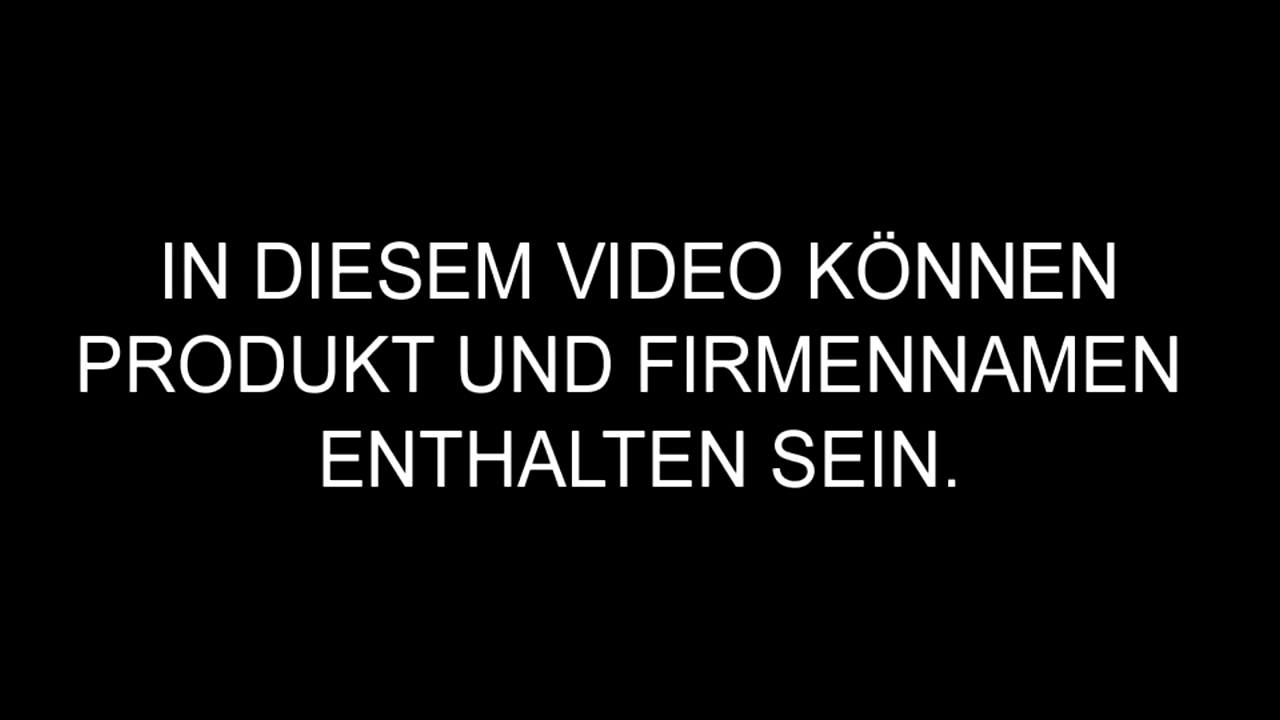 IN DIESEM VIDEO KÖNNEN
PRODUKT UND FIRMENNAMEN
ENTHALTEN SEIN.